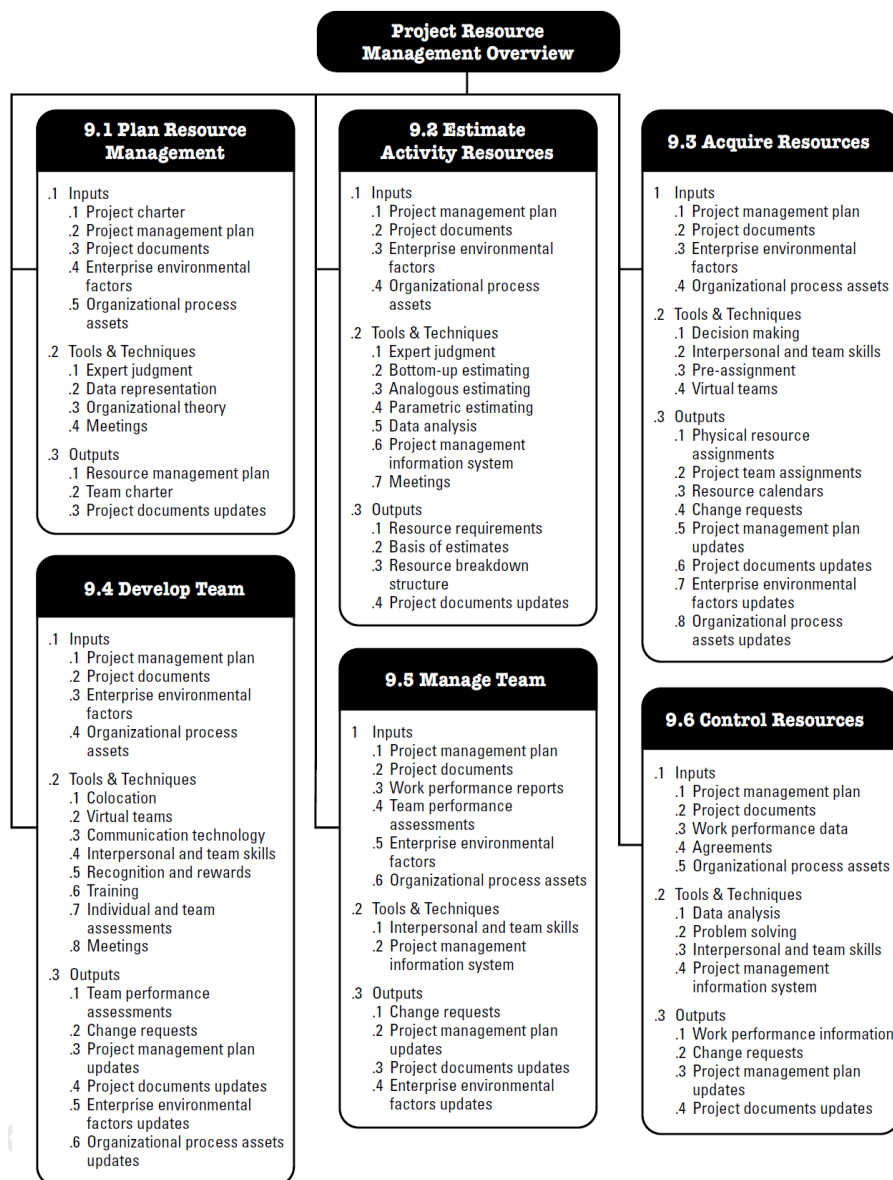 Project Resource
Management Overview
9.1 Plan Resource
Management
.1 Inputs
.1 Project charter
.2 Project management plan
.3 Project documents
.4 Enterprise environmental
factors
.5 Organizational process
assets
.2 Tools & Techniques
.1 Expert judgment
.2 Data representation
.3 Organizational theory
.4 Meetings
.3 Outputs
.1 Resource management plan
.2 Team charter
.3 Project documents updates
9.2 Estimate
Activity Resources
.1 Inputs
.1 Project management plan
.2 Project documents
.3 Enterprise environmental
factors
.4 Organizational process
assets
.2 Tools & Techniques
.1 Expert judgment
.2 Bottom-up estimating
.3 Analogous estimating
.4 Parametric estimating
.5 Data analysis
.6 Project management
information system
.7 Meetings
.3 Outputs
.1 Resource requirements
.2 Basis of estimates
.3 Resource breakdown
structure
.4 Project documents updates
9.3 Acquire Resources
1 Inputs
.1 Project management plan
.2 Project documents
.3 Enterprise environmental
factors
.4 Organizational process assets
.2 Tools & Techniques
.1 Decision making
.2 Interpersonal and team skills
.3 Pre-assignment
.4 Virtual teams
.3 Outputs
.1 Physical resource
assignments
.2 Project team assignments
.3 Resource calendars
.4 Change requests
.5 Project management plan
updates
.6 Project documents updates
.7 Enterprise environmental
factors updates
.8 Organizational process
assets updates
9.4 Develop Team
.1 Inputs
.1 Project management plan
.2 Project documents
.3 Enterprise environmental
factors
.4 Organizational process
assets
.2 Tools & Techniques
.1 Colocation
.2 Virtual teams
.3 Communication technology
.4 Interpersonal and team skills
.5 Recognition and rewards
.6 Training
.7 Individual and team
assessments
.8 Meetings
.3 Outputs
.1 Team performance
assessments
.2 Change requests
.3 Project management plan
updates
.4 Project documents updates
.5 Enterprise environmental
factors updates
.6 Organizational process assets
updates
9.5 Manage Team
1 Inputs
.1 Project management plan
.2 Project documents
.3 Work performance reports
.4 Team performance
assessments
.5 Enterprise environmental
factors
.6 Organizational process assets
.2 Tools & Techniques
.1 Interpersonal and team skills
.2 Project management
information system
.3 Outputs
.1 Change requests
.2 Project management plan
updates
.3 Project documents updates
.4 Enterprise environmental
factors updates
9.6 Control Resources
.1 Inputs
.1 Project management plan
.2 Project documents
.3 Work performance data
.4 Agreements
.5 Organizational process assets
.2 Tools & Techniques
.1 Data analysis
.2 Problem solving
.3 Interpersonal and team skills
.4 Project management
information system
.3 Outputs
.1 Work performance information
.2 Change requests
.3 Project management plan
updates
.4 Project documents updates